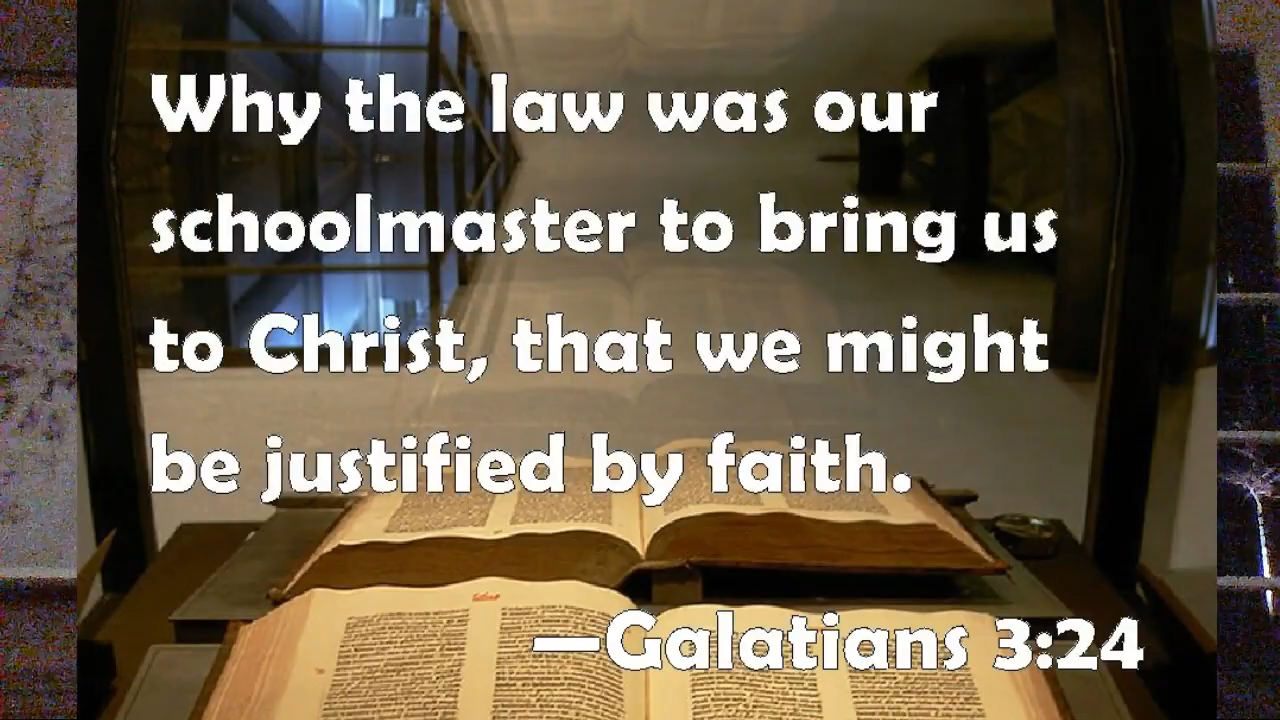 Why the law was our
schoolmaster to bring us
to Christ, that we might
be justified by faith.
—Galatians 3:24